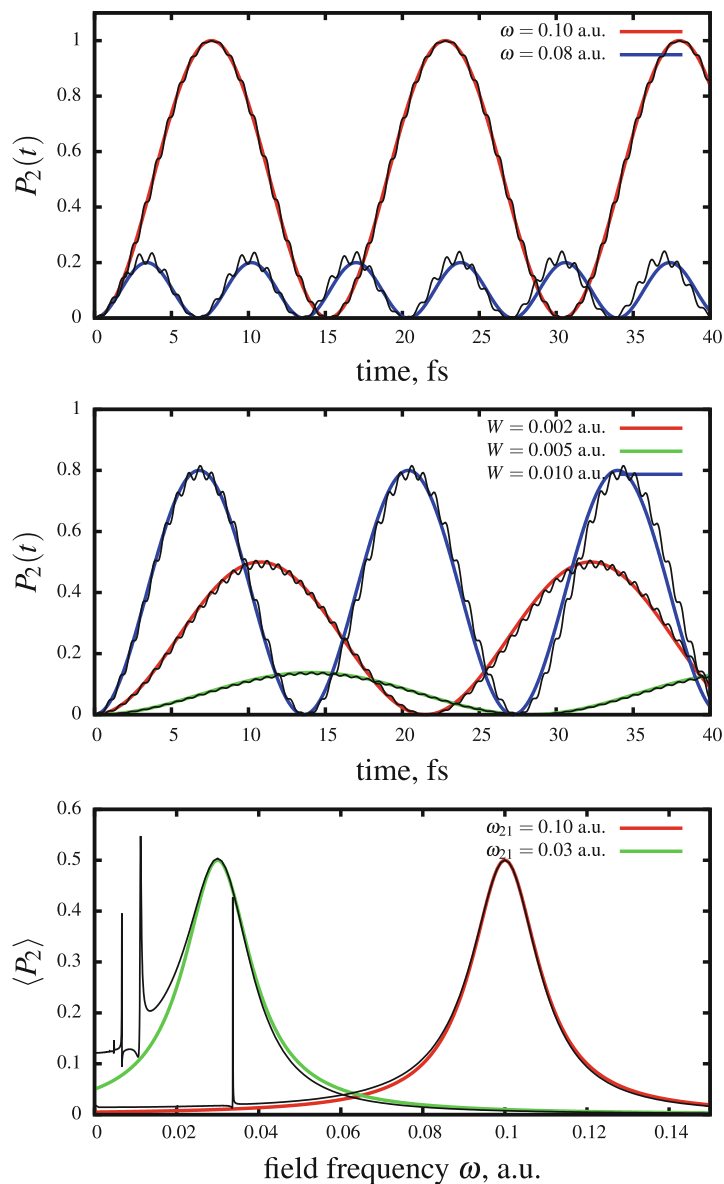 ω = 0.10 a.u.
ω = 0.08 a.u.
P₂(t)
1
0.8
0.6
0.4
0.2
0
0 5 10 15 20 25 30 35 40
time, fs
W = 0.002 a.u.
W = 0.005 a.u.
W = 0.010 a.u.
P₂(t)
1
0.8
0.6
0.4
0.2
0
0 5 10 15 20 25 30 35 40
time, fs
ω₂₁ = 0.10 a.u.
ω₂₁ = 0.03 a.u.
⟨P₂⟩
0.6
0.5
0.4
0.3
0.2
0.1
0
0 0.02 0.04 0.06 0.08 0.1 0.12 0.14
field frequency ω, a.u.